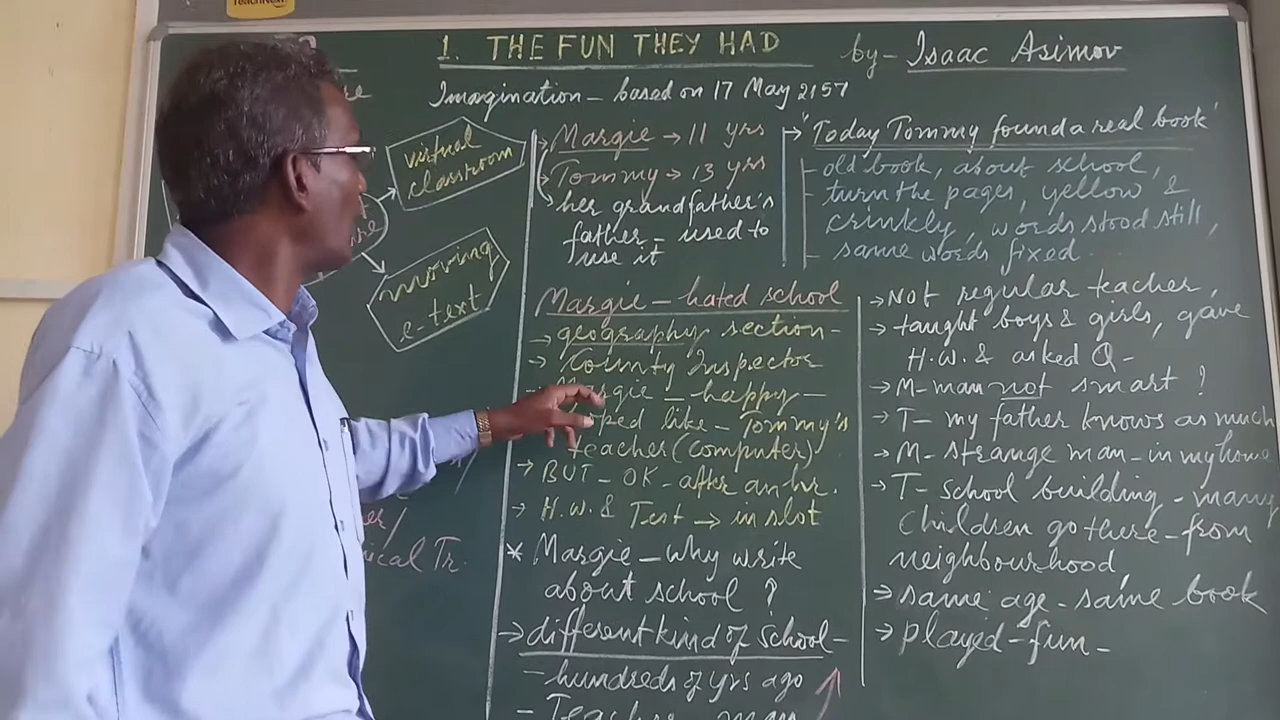 TeachNext
1. THE FUN THEY HAD
by- Isaac Asimov
Imagination - based on 17 May 2157
virtual
classroom
moving
e-text
Margie → 11 yrs
Tommy → 13 yrs
her grandfather's
father - used to
use it
→ "Today Tommy found a real book"
- old book, about school,
- turn the pages, yellow &
crinkly, words stood still,
- same words fixed.
Margie - hated school
→ geography section -
→ County Inspector
- Margie - happy -
like - Tommy's
teacher (computer)
→ BUT - OK - after an hr.
→ H.W. & Test → in slot
* Margie - why write
about school ?
→ different kind of school -
- hundreds of yrs ago
- Teacher - man
→ Not regular teacher,
→ taught boys & girls, gave
H.W. & asked Q -
→ M - man not smart ?
→ T - my father knows as much
→ M - strange man - in my home
→ T - school building - many
children go there - from
neighbourhood
→ same age - same book
→ played - fun -
Tr.